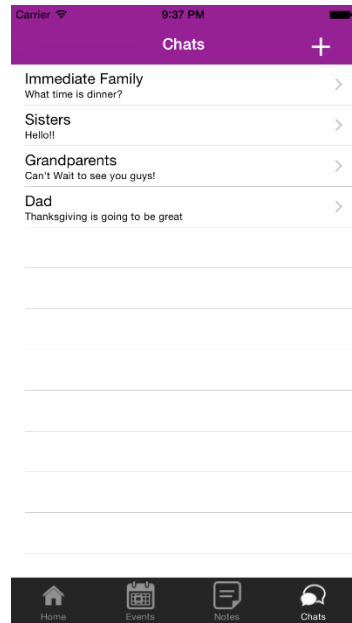 Carrier 9:37 PM
Chats
Immediate Family
What time is dinner?
Sisters
Hello!!
Grandparents
Can't Wait to see you guys!
Dad
Thanksgiving is going to be great
Home Events Notes Chats